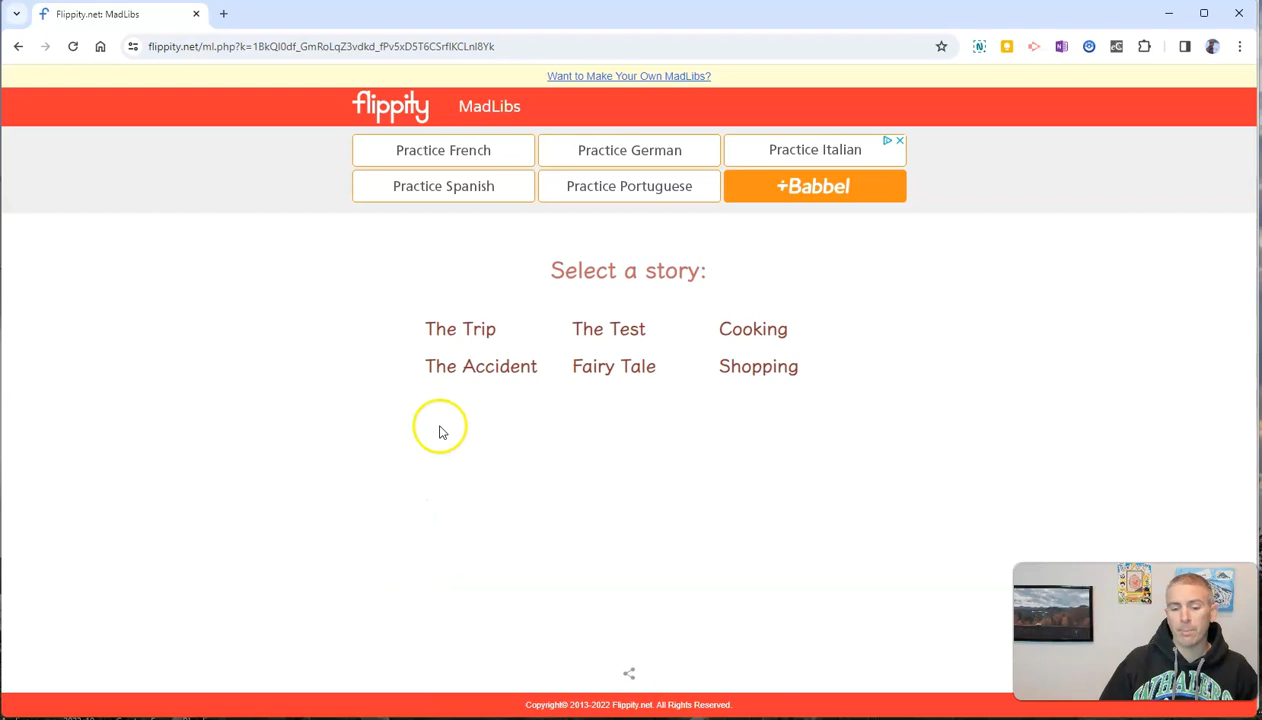 Flippity.net: MadLibs
flippity.net/ml.php?k=1BkQI0df_GmRoLqZ3vdkd_fPv5xD5T6CSrfIKCLnI8Yk
Want to Make Your Own MadLibs?
flippity MadLibs
Practice French Practice German Practice Italian
Practice Spanish Practice Portuguese +Babbel
Select a story:
The Trip The Test Cooking
The Accident Fairy Tale Shopping
WHALERS
Copyright© 2013-2022 Flippity.net. All Rights Reserved.